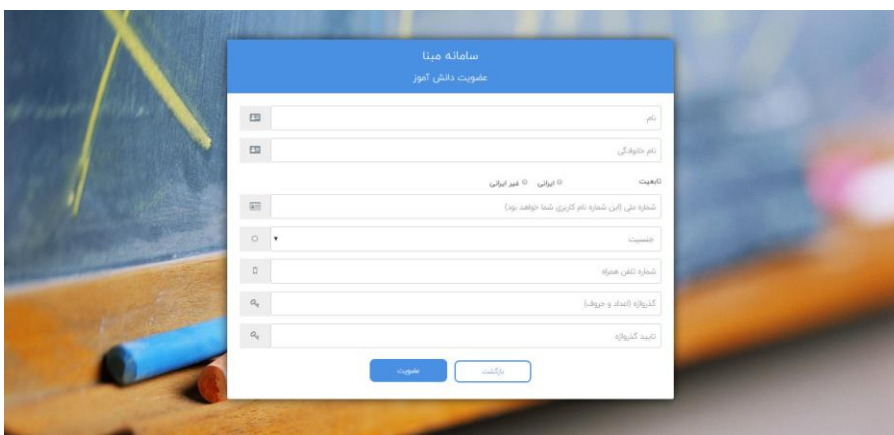 سامانه مبنا
عضویت دانش آموز
نام
نام خانوادگی
تابعیت ایرانی غیر ایرانی
شماره ملی (این شماره نام کاربری شما خواهد بود)
جنسیت
شماره تلفن همراه
گذرواژه (اعداد و حروف)
تایید گذرواژه
بازگشت عضویت